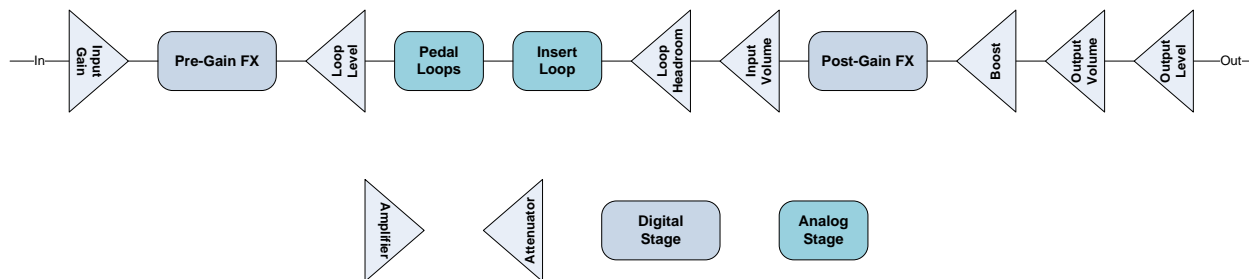 In
Input
Gain
Pre-Gain FX
Loop
Level
Pedal
Loops
Insert
Loop
Loop
Headroom
Input
Volume
Post-Gain FX
Boost
Output
Volume
Output
Level
Out
Amplifier
Attenuator
Digital
Stage
Analog
Stage